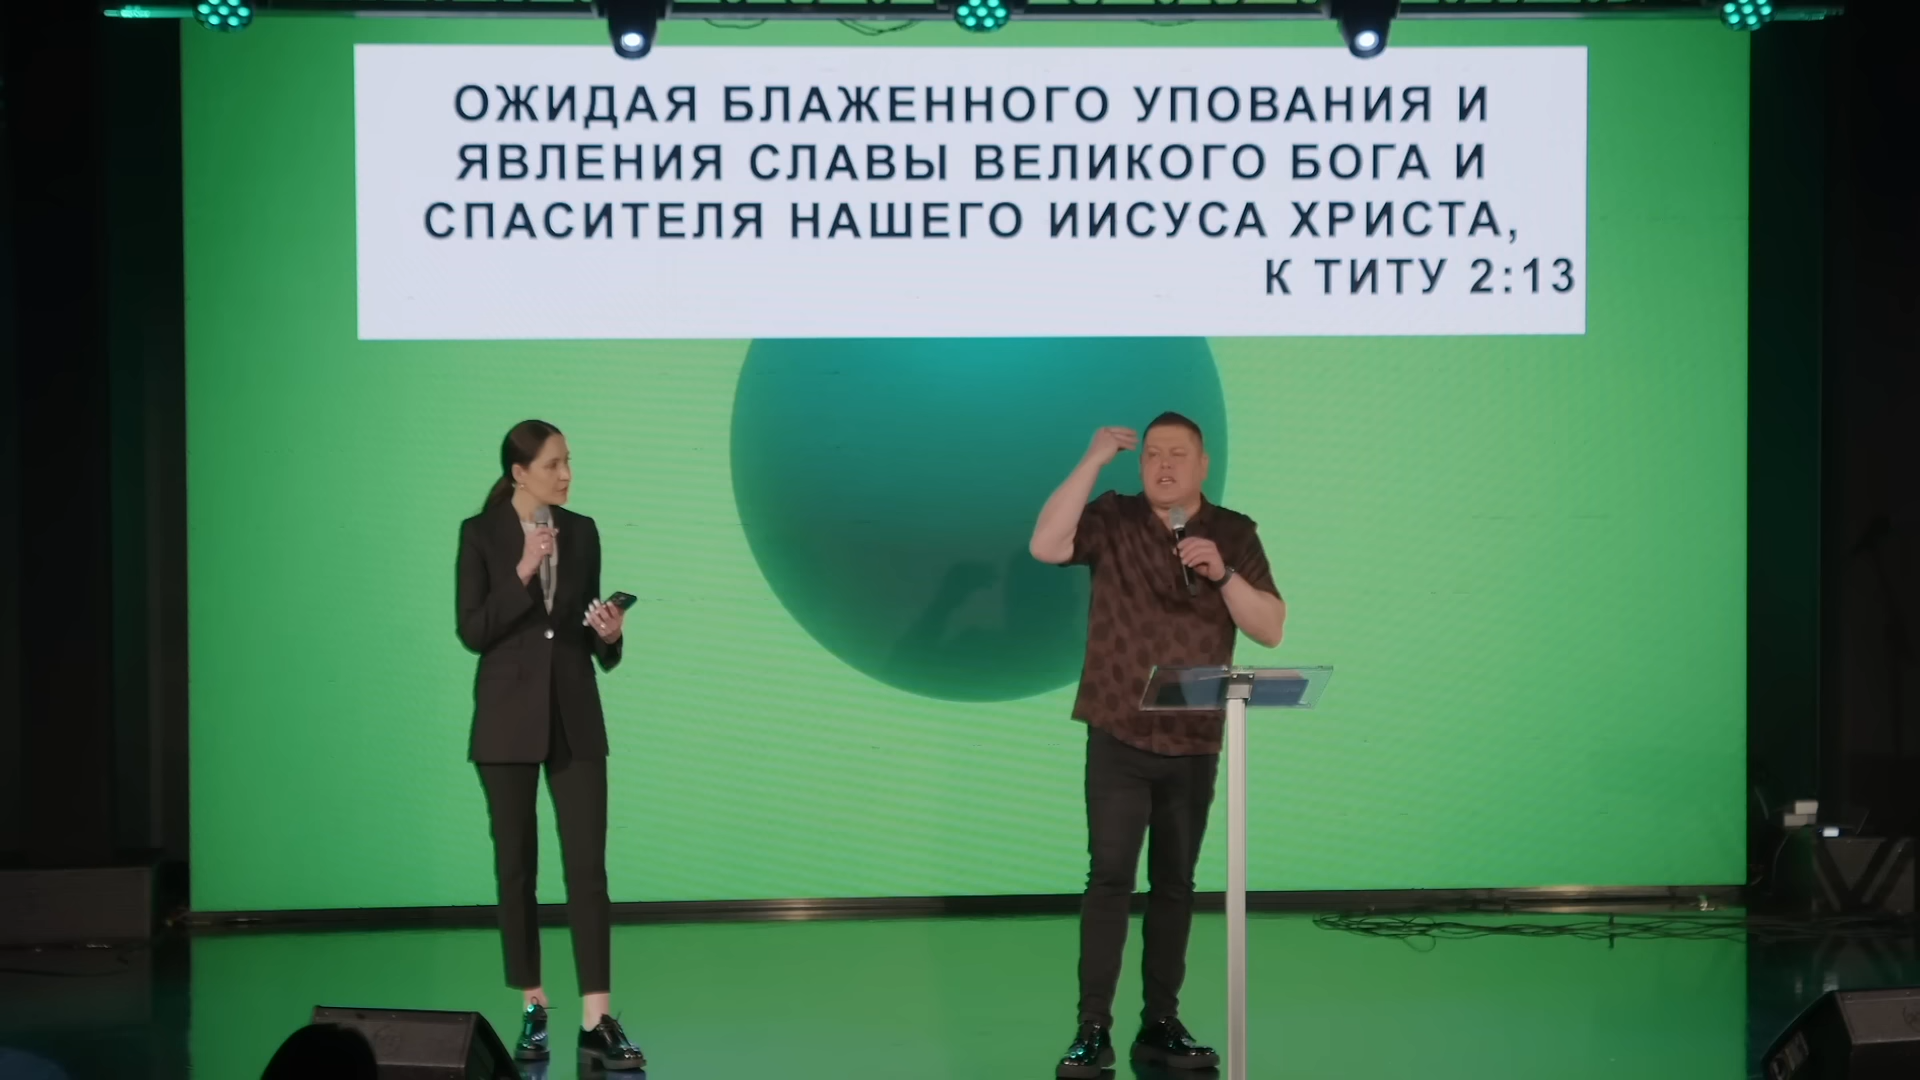 ОЖИДАЯ БЛАЖЕННОГО УПОВАНИЯ И
ЯВЛЕНИЯ СЛАВЫ ВЕЛИКОГО БОГА И
СПАСИТЕЛЯ НАШЕГО ИИСУСА ХРИСТА,
К ТИТУ 2:13